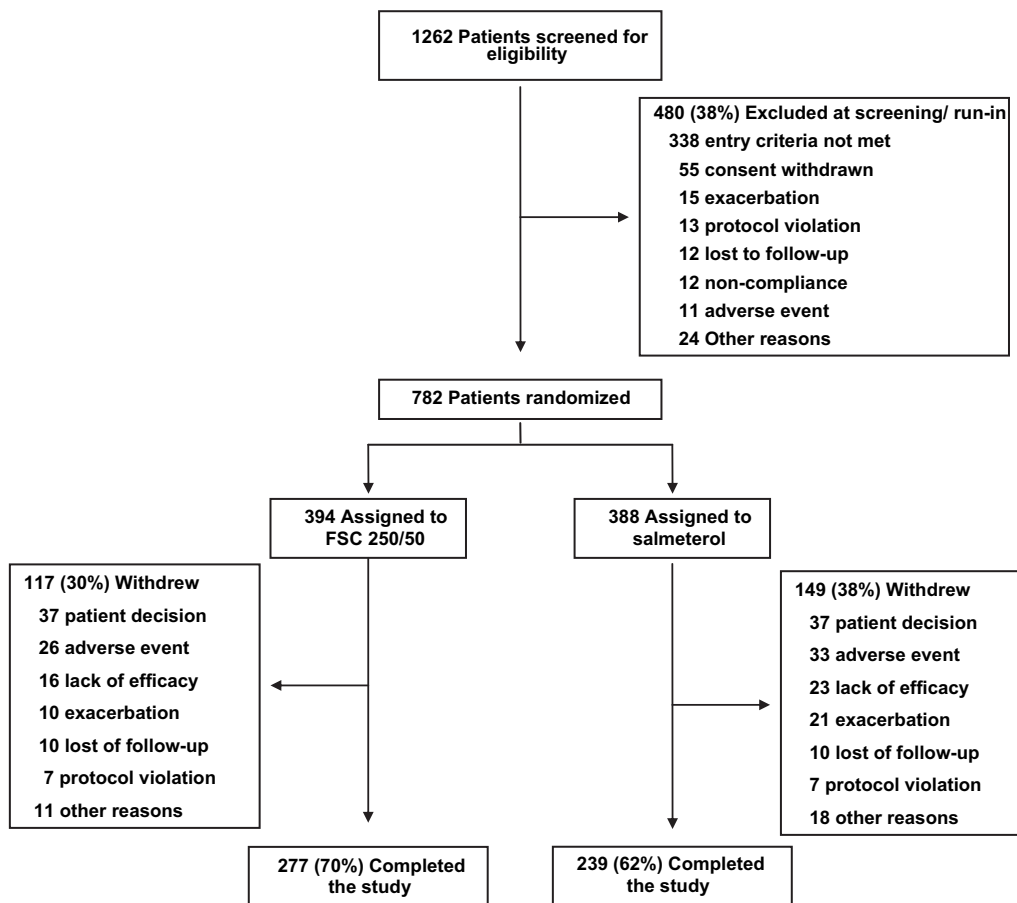 1262 Patients screened for
eligibility
480 (38%) Excluded at screening/ run-in
338 entry criteria not met
55 consent withdrawn
15 exacerbation
13 protocol violation
12 lost to follow-up
12 non-compliance
11 adverse event
24 Other reasons
782 Patients randomized
394 Assigned to
FSC 250/50
388 Assigned to
salmeterol
117 (30%) Withdrew
37 patient decision
26 adverse event
16 lack of efficacy
10 exacerbation
10 lost of follow-up
7 protocol violation
11 other reasons
149 (38%) Withdrew
37 patient decision
33 adverse event
23 lack of efficacy
21 exacerbation
10 lost of follow-up
7 protocol violation
18 other reasons
277 (70%) Completed
the study
239 (62%) Completed
the study